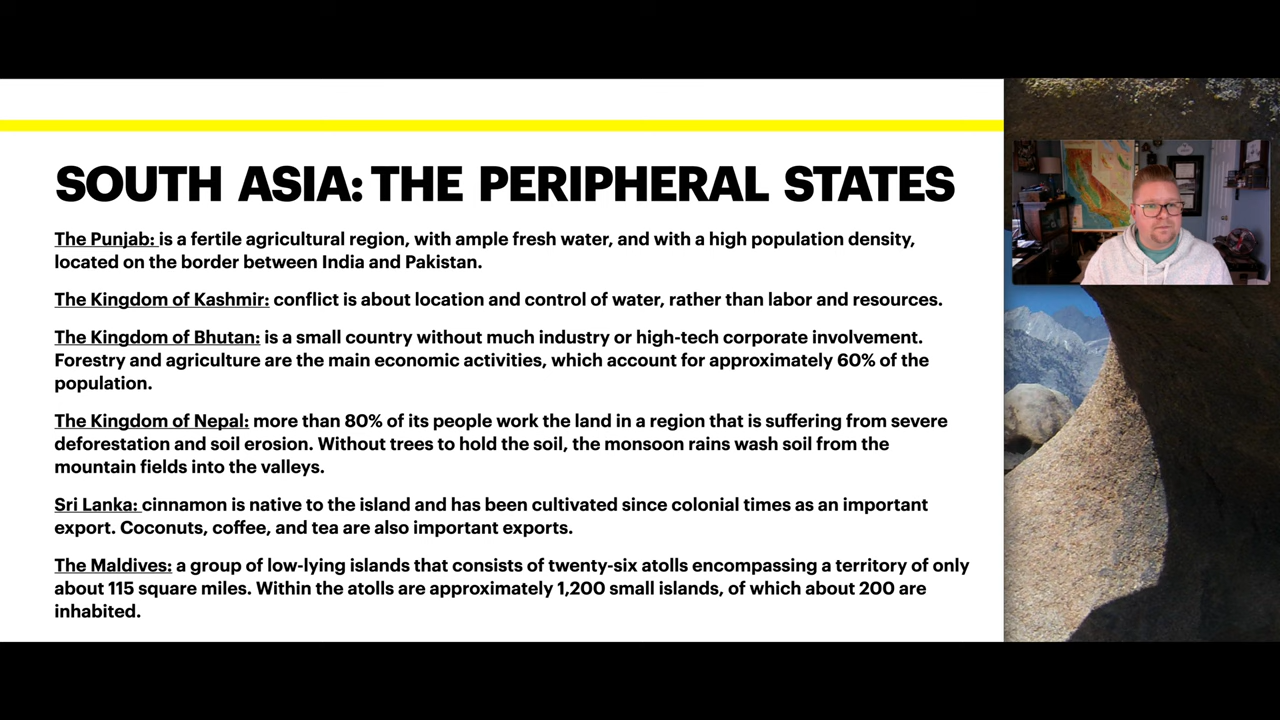 SOUTH ASIA: THE PERIPHERAL STATES
The Punjab: is a fertile agricultural region, with ample fresh water, and with a high population density,
located on the border between India and Pakistan.
The Kingdom of Kashmir: conflict is about location and control of water, rather than labor and resources.
The Kingdom of Bhutan: is a small country without much industry or high-tech corporate involvement.
Forestry and agriculture are the main economic activities, which account for approximately 60% of the
population.
The Kingdom of Nepal: more than 80% of its people work the land in a region that is suffering from severe
deforestation and soil erosion. Without trees to hold the soil, the monsoon rains wash soil from the
mountain fields into the valleys.
Sri Lanka: cinnamon is native to the island and has been cultivated since colonial times as an important
export. Coconuts, coffee, and tea are also important exports.
The Maldives: a group of low-lying islands that consists of twenty-six atolls encompassing a territory of only
about 115 square miles. Within the atolls are approximately 1,200 small islands, of which about 200 are
inhabited.